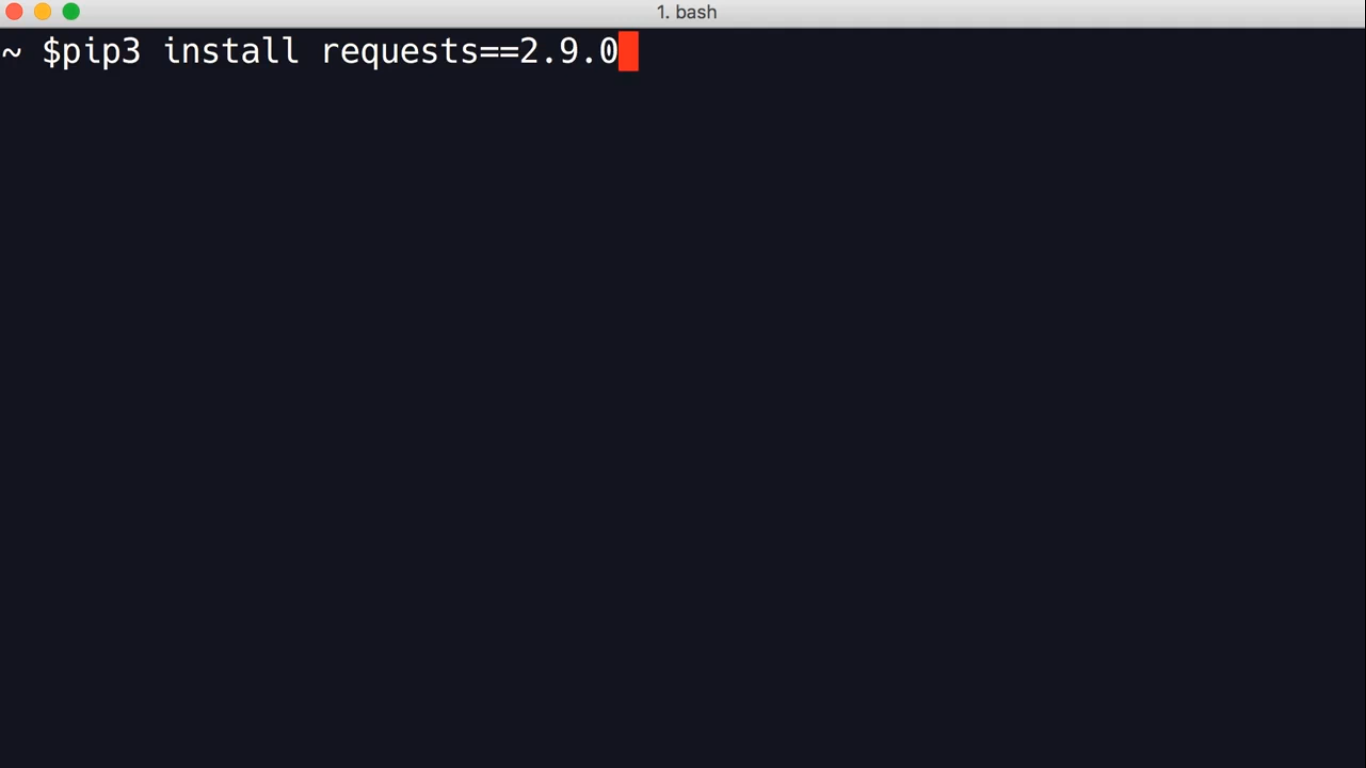 1. bash
~ $pip3 install requests==2.9.0